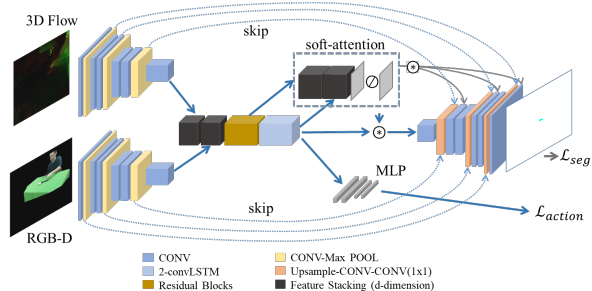 3D Flow
skip
soft-attention
MLP
ℒseg
skip
RGB-D
ℒaction
CONV
CONV-Max POOL
2-convLSTM
Upsample-CONV-CONV(1x1)
Residual Blocks
Feature Stacking (d-dimension)